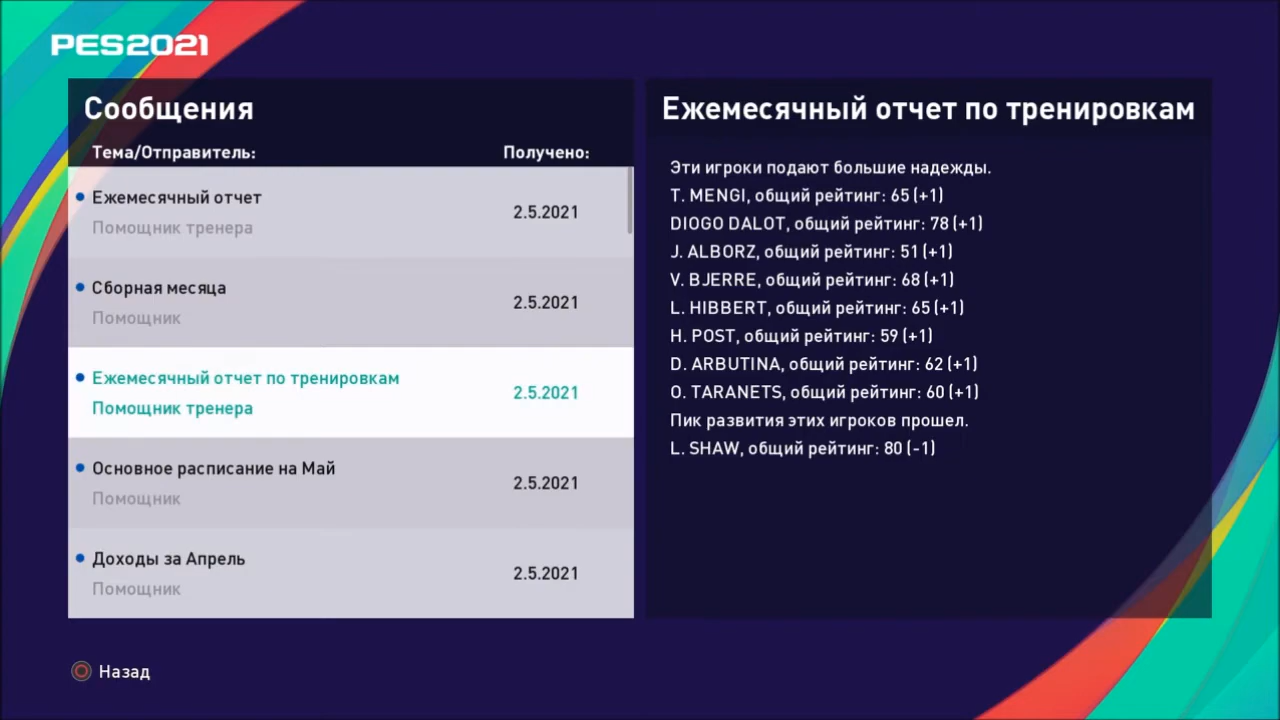 PES2021
Сообщения
Тема/Отправитель:
Получено:
Ежемесячный отчет
Помощник тренера
2.5.2021
Сборная месяца
Помощник
2.5.2021
Ежемесячный отчет по тренировкам
Помощник тренера
2.5.2021
Основное расписание на Май
Помощник
2.5.2021
Доходы за Апрель
Помощник
2.5.2021
Ежемесячный отчет по тренировкам
Эти игроки подают большие надежды.
T. MENGI, общий рейтинг: 65 (+1)
DIOGO DALOT, общий рейтинг: 78 (+1)
J. ALBORZ, общий рейтинг: 51 (+1)
V. BJERRE, общий рейтинг: 68 (+1)
L. HIBBERT, общий рейтинг: 65 (+1)
H. POST, общий рейтинг: 59 (+1)
D. ARBUTINA, общий рейтинг: 62 (+1)
O. TARANETS, общий рейтинг: 60 (+1)
Пик развития этих игроков прошел.
L. SHAW, общий рейтинг: 80 (-1)
Назад